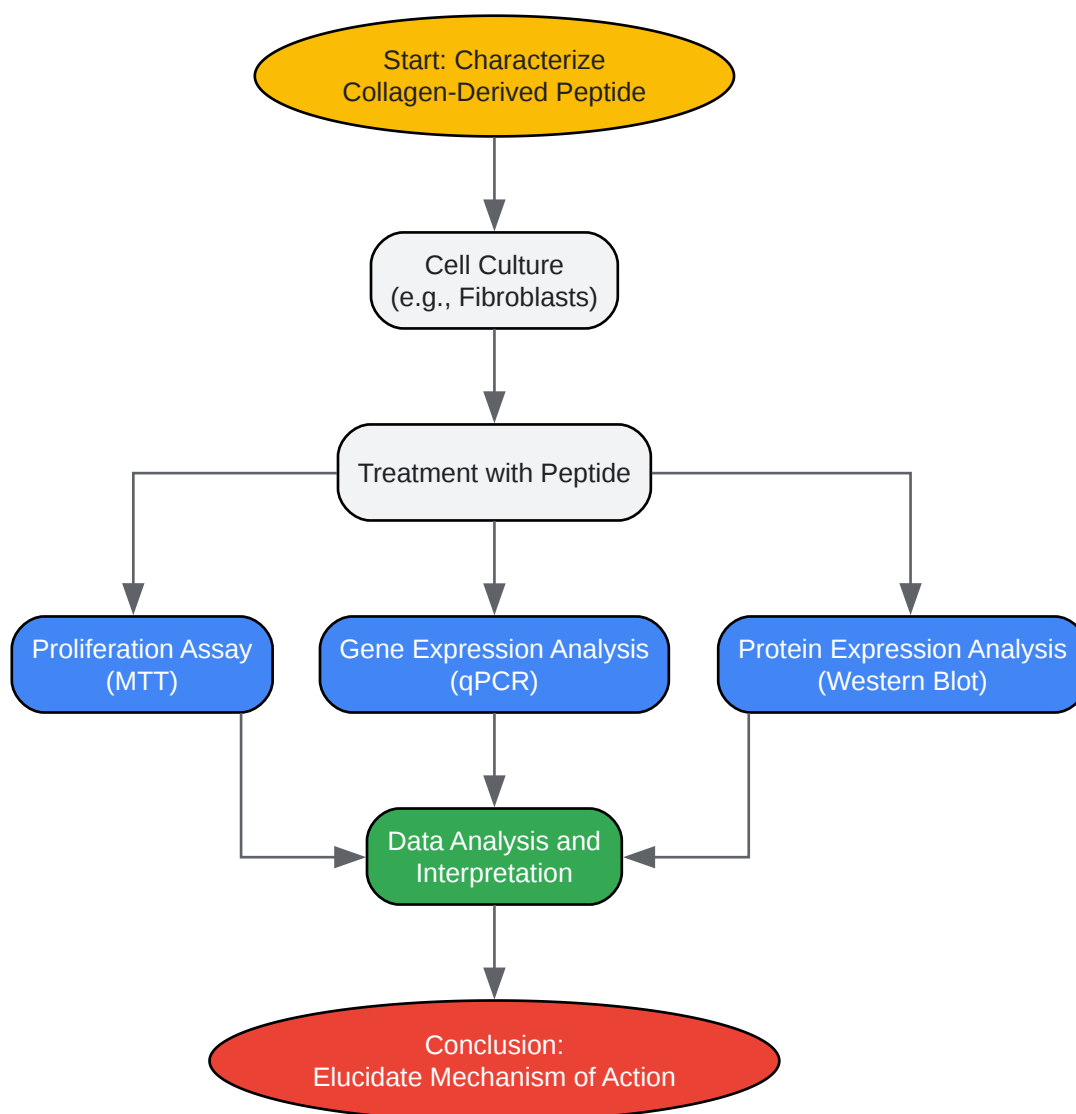 Start: Characterize
Collagen-Derived Peptide
Cell Culture
(e.g., Fibroblasts)
Treatment with Peptide
Proliferation Assay
(MTT)
Gene Expression Analysis
(qPCR)
Protein Expression Analysis
(Western Blot)
Data Analysis and
Interpretation
Conclusion:
Elucidate Mechanism of Action